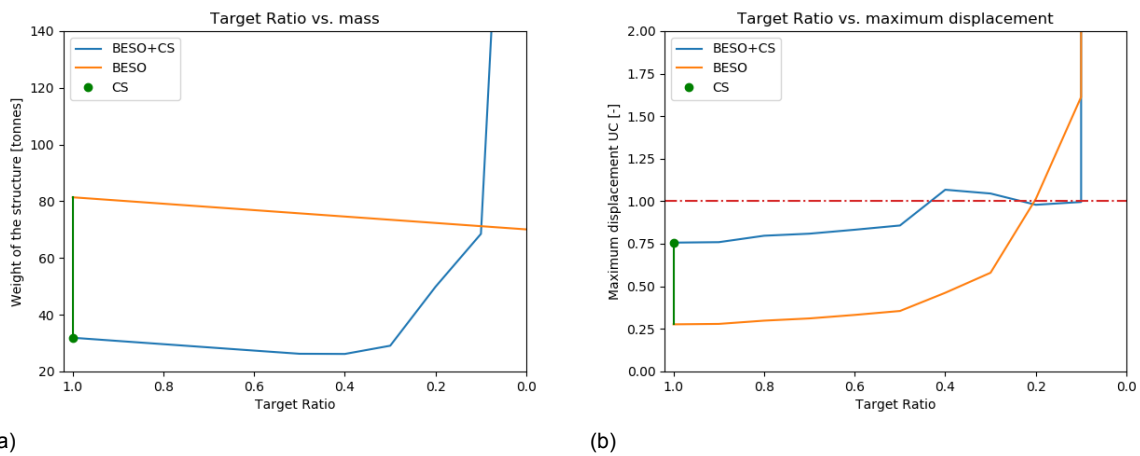 Target Ratio vs. mass
140
120
100
80
60
40
20
Weight of the structure [tonnes]
BESO+CS
BESO
CS
1.0 0.8 0.6 0.4 0.2 0.0
Target Ratio
a)
Target Ratio vs. maximum displacement
2.00
1.75
1.50
1.25
1.00
0.75
0.50
0.25
0.00
Maximum displacement UC [-]
BESO+CS
BESO
CS
1.0 0.8 0.6 0.4 0.2 0.0
Target Ratio
(b)